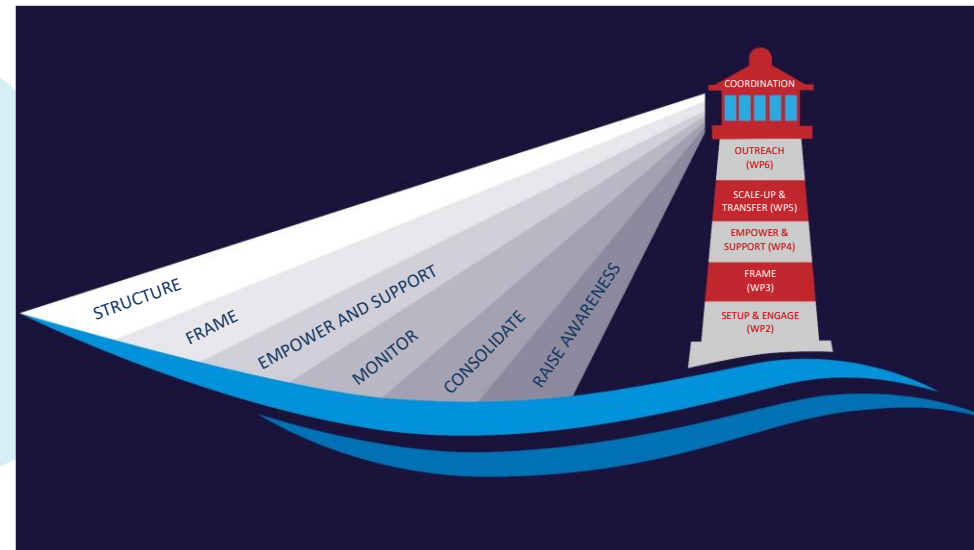 COORDINATION
OUTREACH
(WP6)
SCALE-UP &
TRANSFER (WP5)
EMPOWER &
SUPPORT (WP4)
FRAME
(WP3)
SETUP & ENGAGE
(WP2)
STRUCTURE
FRAME
EMPOWER AND SUPPORT
MONITOR
CONSOLIDATE
RAISE AWARENESS